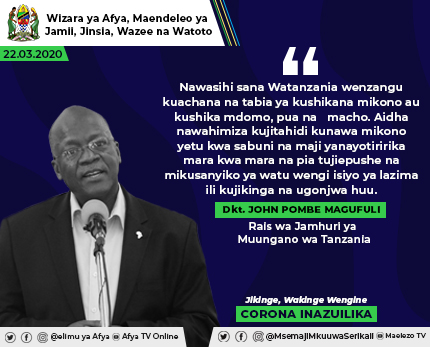 Wizara ya Afya, Maendeleo ya
Jamii, Jinsia, Wazee na Watoto
22.03.2020
Nawasihi sana Watanzania wenzangu
kuachana na tabia ya kushikana mikono au
kushika mdomo, pua na macho. Aidha
nawahimiza kujitahidi kunawa mikono
yetu kwa sabuni na maji yanayotiririka
mara kwa mara na pia tujiepushe na
mikusanyiko ya watu wengi isiyo ya lazima
ili kujikinga na ugonjwa huu.
Dkt. JOHN POMBE MAGUFULI
Rais wa Jamhuri ya
Muungano wa Tanzania
Jikinge, Wakinge Wengine
CORONA INAZUILIKA
@elimu ya Afya Afya TV Online
@MsemajiMkuuwaSerikali Maelezo TV